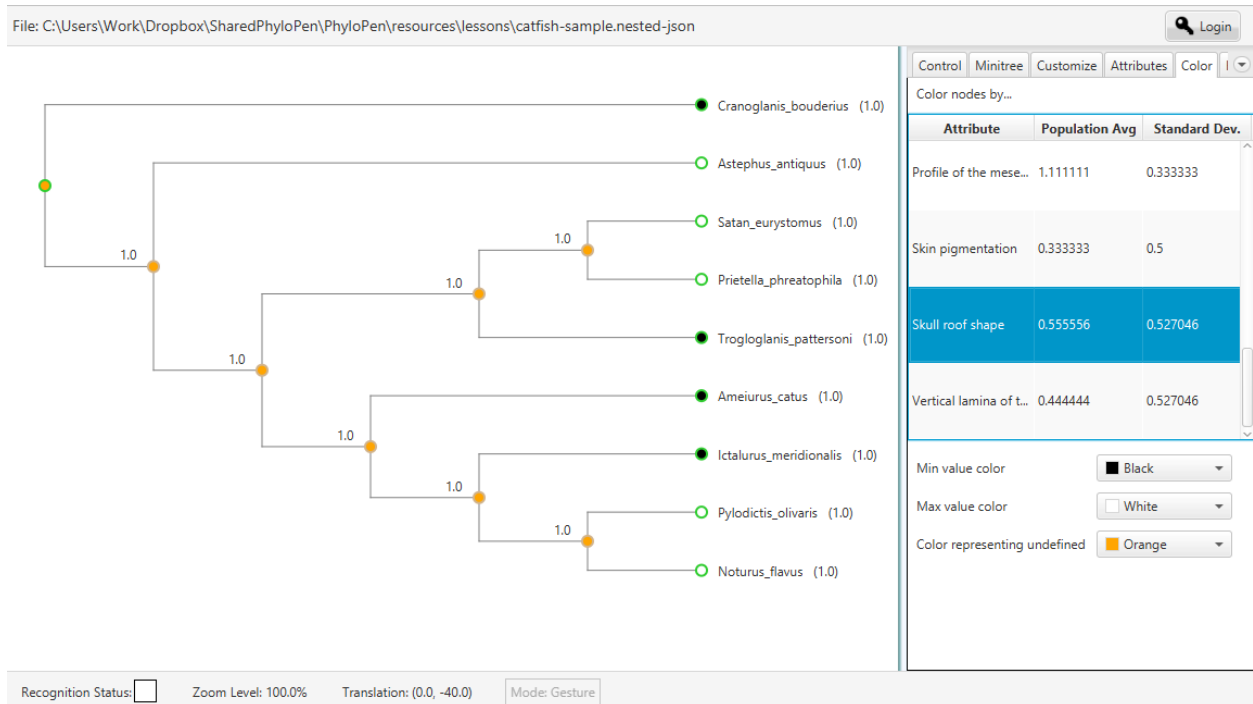 File: C:\Users\Work\Dropbox\SharedPhyloPen\PhyloPen\resources\lessons\catfish-sample.nested-json
Login
Control Minitree Customize Attributes Color
Color nodes by...
Attribute Population Avg Standard Dev.
Profile of the mese... 1.111111 0.333333
Skin pigmentation 0.333333 0.5
Skull roof shape 0.555556 0.527046
Vertical lamina of t... 0.444444 0.527046
Min value color Black
Max value color White
Color representing undefined Orange
Cranoglanis_bouderius (1.0)
Astephus_antiquus (1.0)
Satan_eurystomus (1.0)
1.0
1.0
Prietella_phreatophila (1.0)
1.0
Trogloglanis_pattersoni (1.0)
1.0
Ameiurus_catus (1.0)
1.0
Ictalurus_meridionalis (1.0)
1.0
Pylodictis_olivaris (1.0)
1.0
Noturus_flavus (1.0)
Recognition Status: Zoom Level: 100.0% Translation: (0.0, -40.0) Mode: Gesture